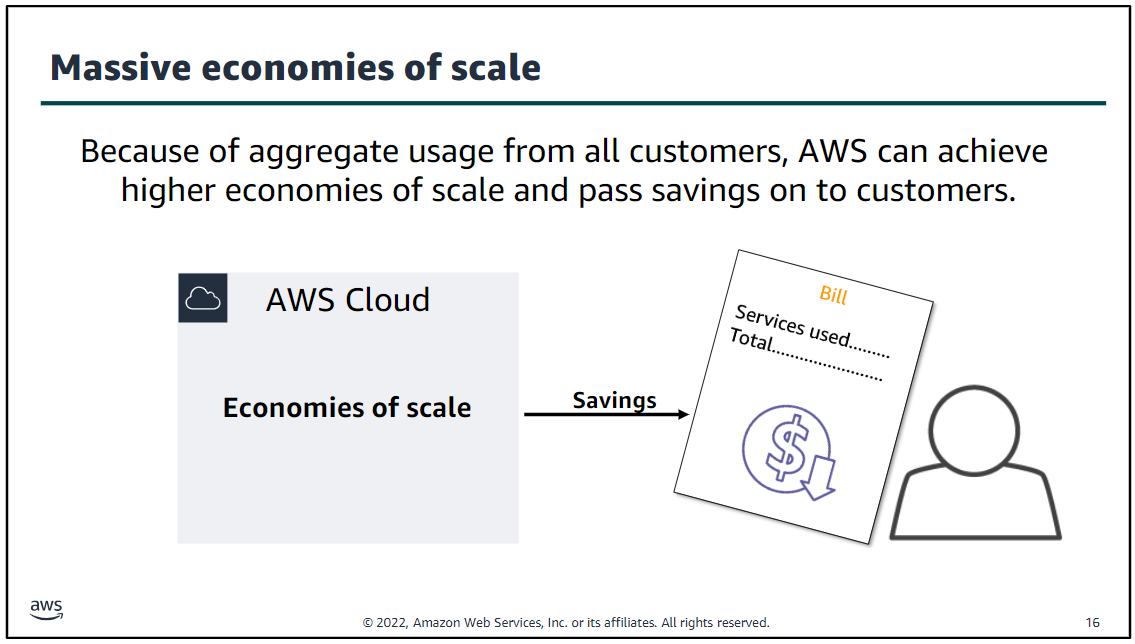 Massive economies of scale
Because of aggregate usage from all customers, AWS can achieve
higher economies of scale and pass savings on to customers.
AWS Cloud
Economies of scale
Savings
Bill
Services used........
Total.....................
$
aws
© 2022, Amazon Web Services, Inc. or its affiliates. All rights reserved.
16